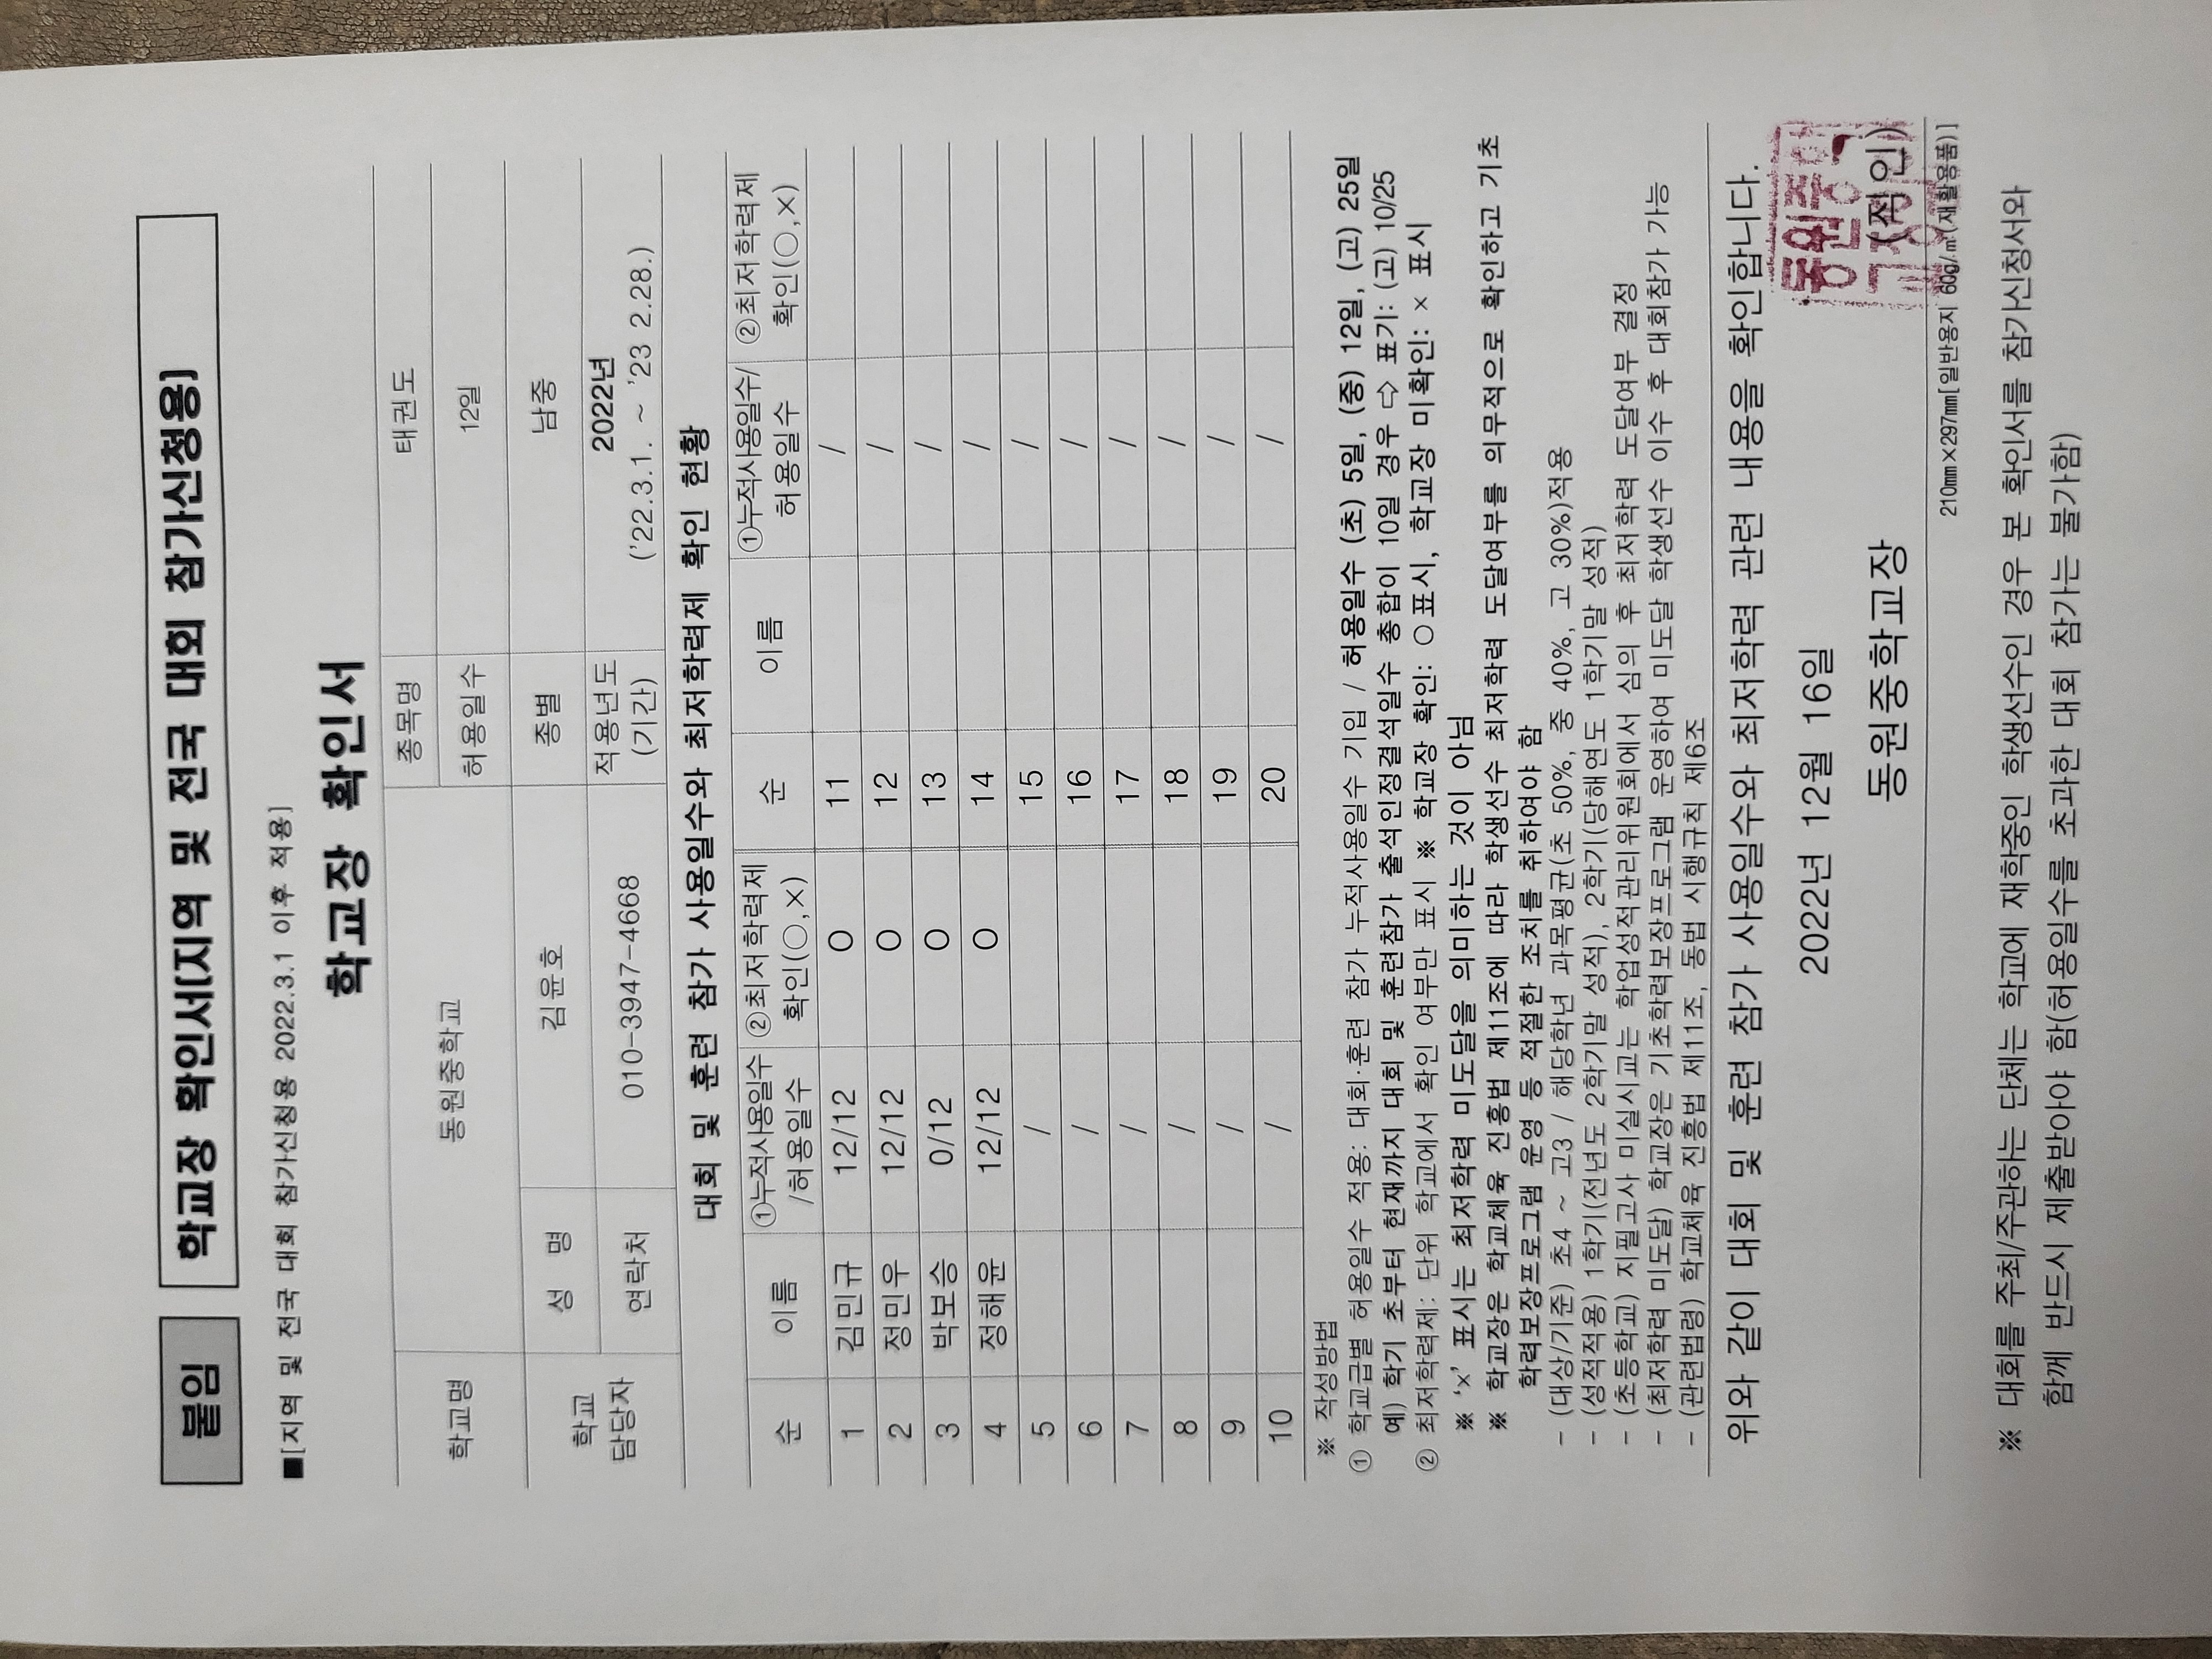 붙임
학교장 확인서(지역 및 전국 대회 참가신청용)
■[지역 및 전국 대회 참가신청용 2022.3.1 이후 적용]
학교장 확인서
학교명 동원중학교 종목명 태권도
허용일수 12일
학교 담당자 성 명 김윤호 종별 남중
연락처 010-3947-4668 적용년도 (기간) 2022년
('22.3.1. ~ '23 2.28.)
대회 및 훈련 참가 사용일수와 최저학력제 확인 현황
순 이름 ①누적사용일수 /허용일수 ②최저학력제 확인(○,×) 순 이름 ①누적사용일수/ 허용일수 ②최저학력제 확인(○,×)
1 김민규 12/12 O 11 /
2 정민우 12/12 O 12 /
3 박보승 0/12 O 13 /
4 정해윤 12/12 O 14 /
5 / 15 /
6 / 16 /
7 / 17 /
8 / 18 /
9 / 19 /
10 / 20 /
※ 작성방법
① 학교급별 허용일수 적용: 대회·훈련 참가 누적사용일수 기입 / 허용일수 (초) 5일, (중) 12일, (고) 25일
예) 학기 초부터 현재까지 대회 및 훈련참가 출석인정결석일수 총합이 10일 경우 ⇨ 표기: (고) 10/25
② 최저학력제: 단위 학교에서 확인 여부만 표시 ※ 학교장 확인: ○표시, 학교장 미확인: × 표시
※ ‘x’ 표시는 최저학력 미도달을 의미하는 것이 아님
※ 학교장은 학교체육 진흥법 제11조에 따라 학생선수 최저학력 도달여부를 의무적으로 확인하고 기초
학력보장프로그램 운영 등 적절한 조치를 취하여야 함
- (대상/기준) 초4 ~ 고3 / 해당학년 과목평균(초 50%, 중 40%, 고 30%)적용
- (성적적용) 1학기(전년도 2학기말 성적), 2학기(당해연도 1학기말 성적)
- (초등학교) 지필고사 미실시교는 학업성적관리위원회에서 심의 후 최저학력 도달여부 결정
- (최저학력 미도달) 학교장은 기초학력보장프로그램 운영하여 미도달 학생선수 이수 후 대회참가 가능
- (관련법령) 학교체육 진흥법 제11조, 동법 시행규칙 제6조
위와 같이 대회 및 훈련 참가 사용일수와 최저학력 관련 내용을 확인합니다.
2022년 12월 16일
동원중학교장 (직인)
210㎜×297㎜[일반용지 60g/㎡(재활용품)]
※ 대회를 주최/주관하는 단체는 학교에 재학중인 학생선수인 경우 본 확인서를 참가신청서와
함께 반드시 제출받아야 함(허용일수를 초과한 대회 참가는 불가함)